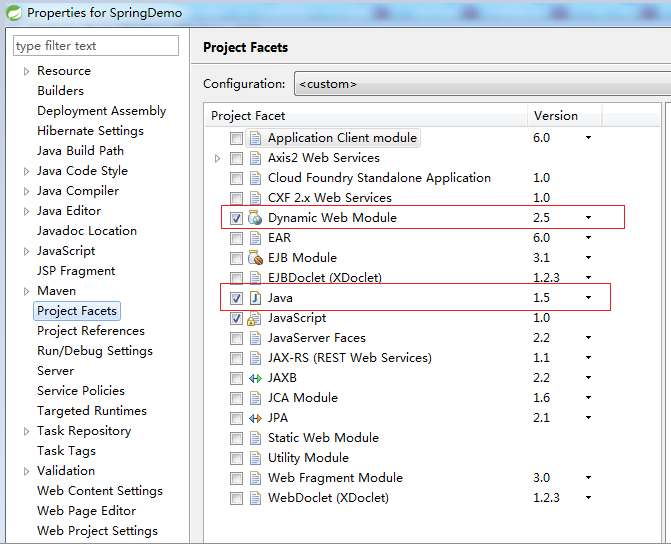 Properties for SpringDemo
type filter text
Resource
Builders
Deployment Assembly
Hibernate Settings
Java Build Path
Java Code Style
Java Compiler
Java Editor
Javadoc Location
JavaScript
JSP Fragment
Maven
Project Facets
Project References
Run/Debug Settings
Server
Service Policies
Targeted Runtimes
Task Repository
Task Tags
Validation
Web Content Settings
Web Page Editor
Web Project Settings
Project Facets
Configuration: <custom>
Project Facet Version
Application Client module 6.0
Axis2 Web Services
Cloud Foundry Standalone Application 1.0
CXF 2.x Web Services 1.0
Dynamic Web Module 2.5
EAR 6.0
EJB Module 3.1
EJBDoclet (XDoclet) 1.2.3
Java 1.5
JavaScript 1.0
JavaServer Faces 2.2
JAX-RS (REST Web Services) 1.1
JAXB 2.2
JCA Module 1.6
JPA 2.1
Static Web Module
Utility Module
Web Fragment Module 3.0
WebDoclet (XDoclet) 1.2.3